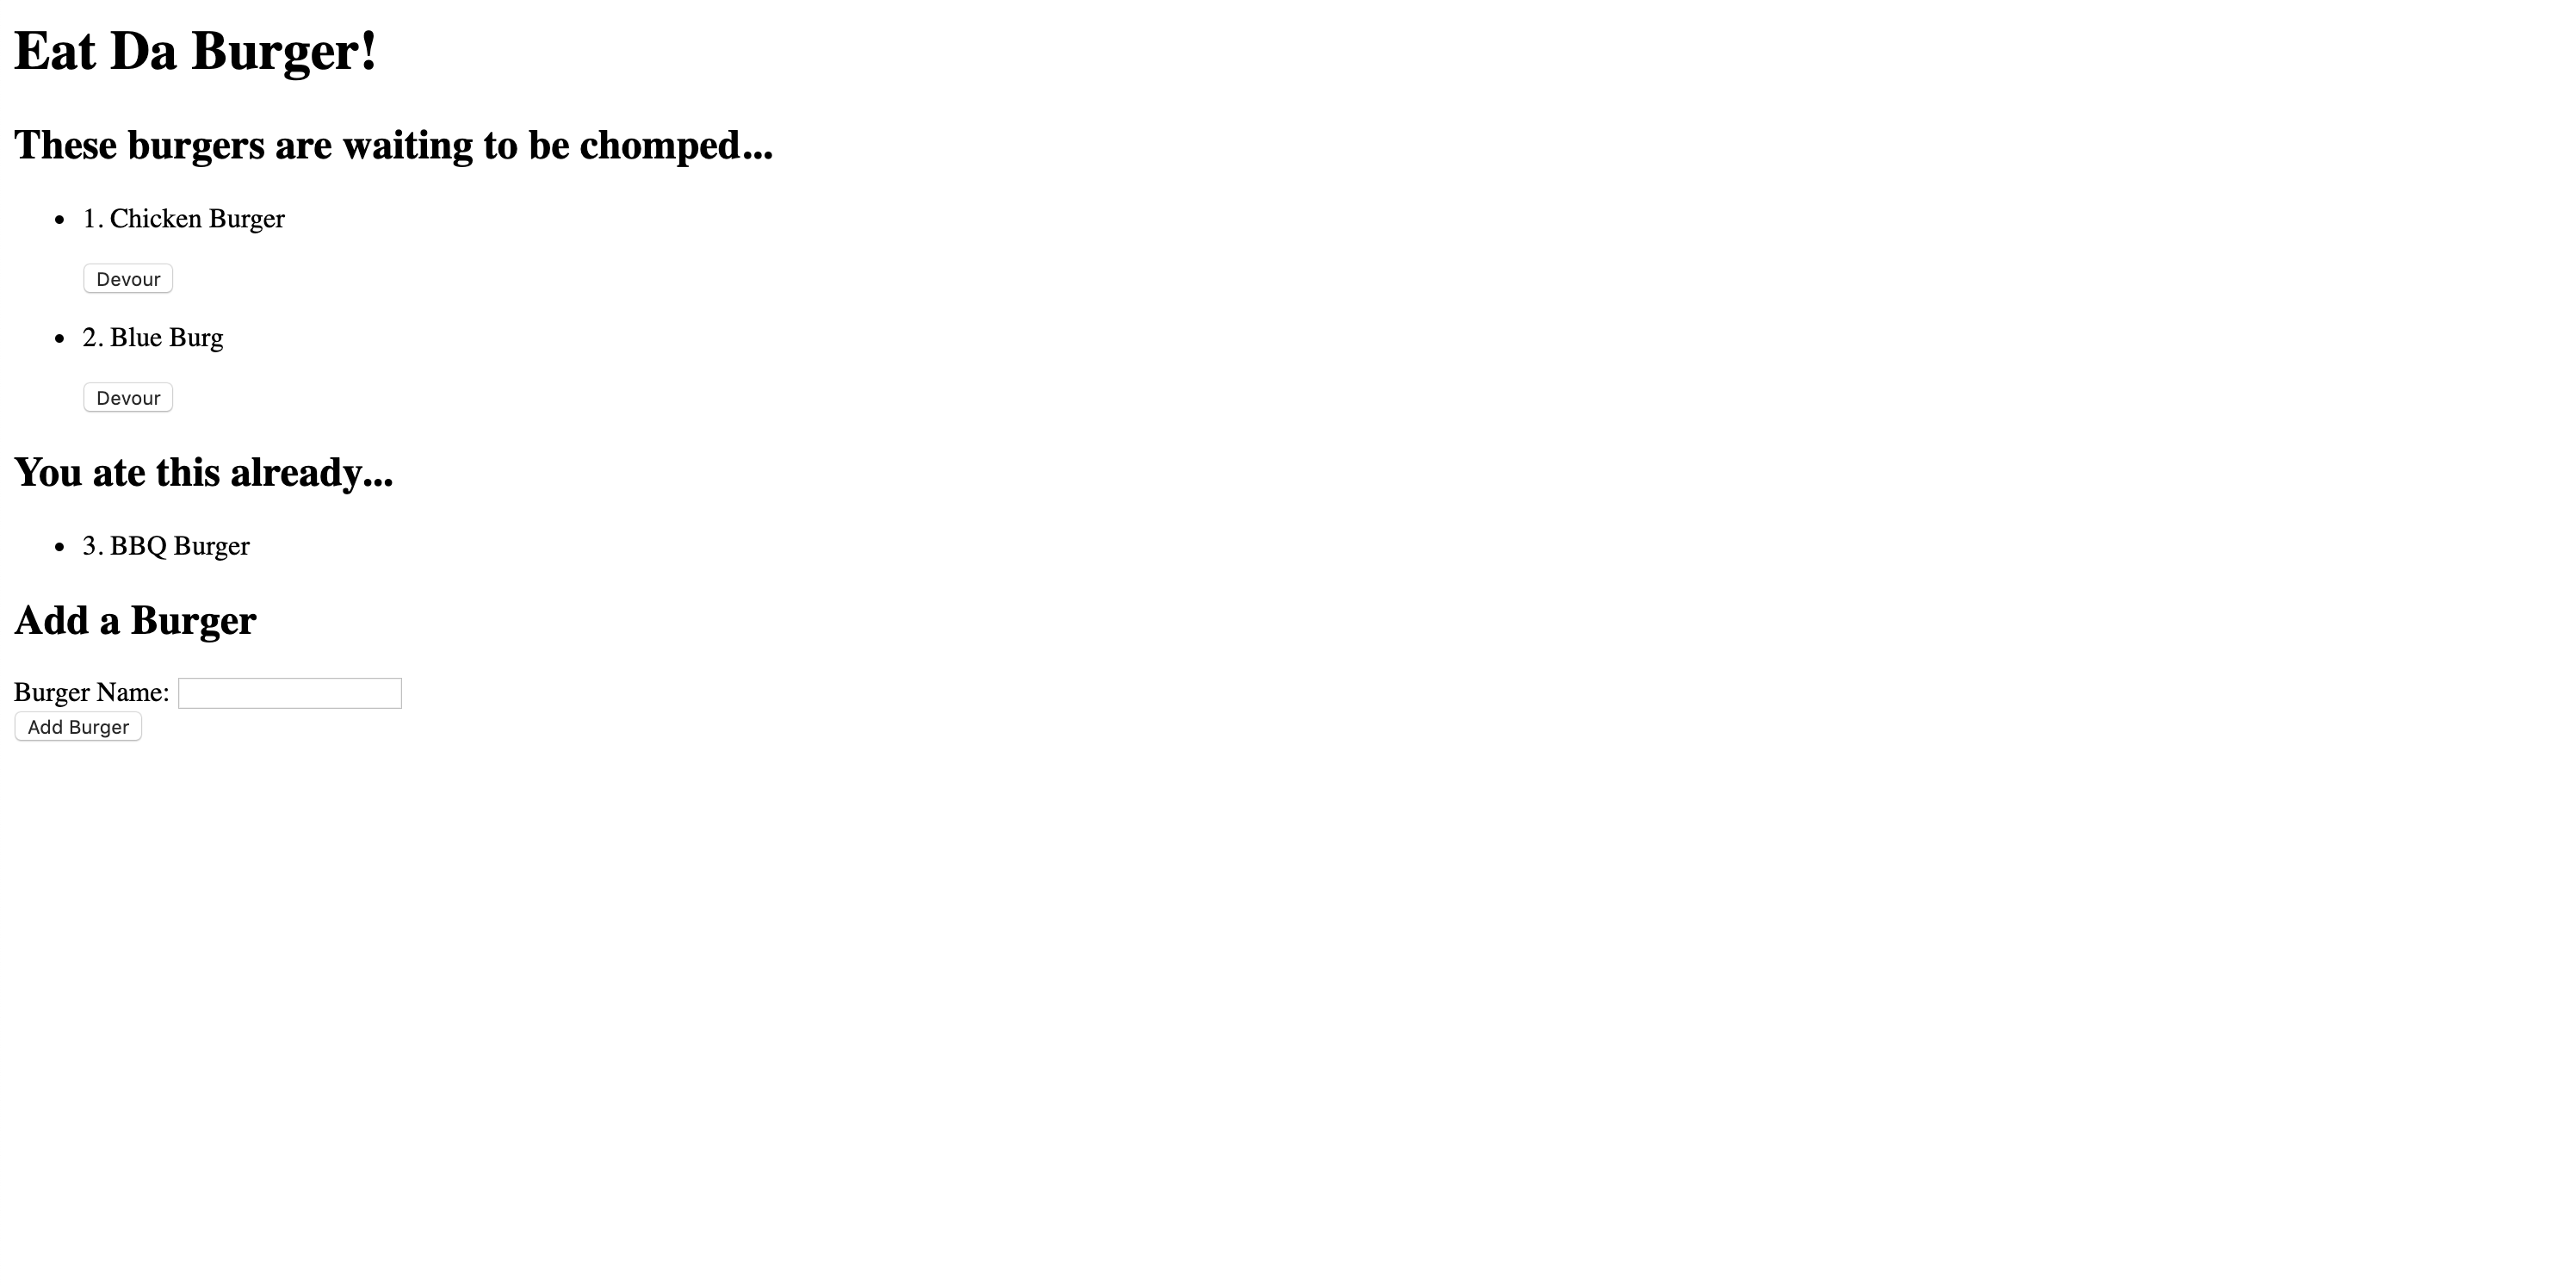 Eat Da Burger!
These burgers are waiting to be chomped...
1. Chicken Burger
Devour
2. Blue Burg
Devour
You ate this already...
3. BBQ Burger
Add a Burger
Burger Name:
Add Burger